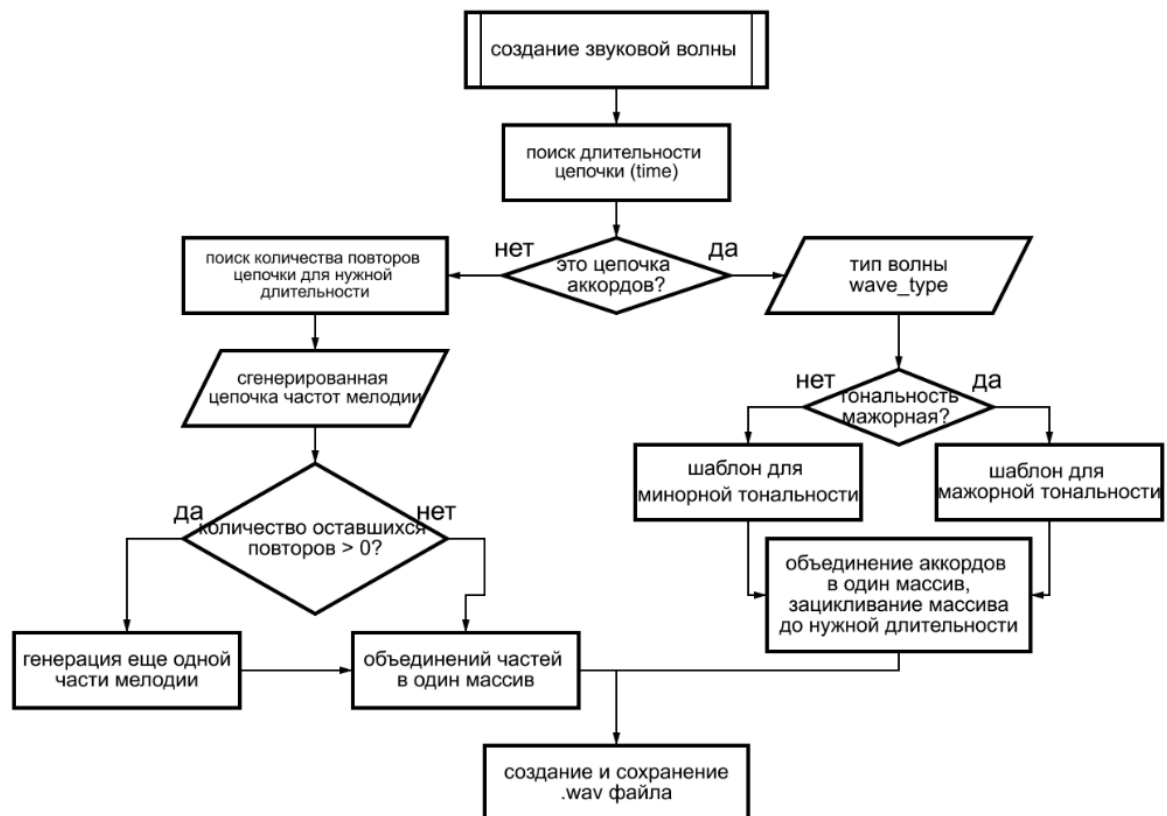 создание звуковой волны
поиск длительности
цепочки (time)
нет
да
поиск количества повторов
цепочки для нужной
длительности
это цепочка
аккордов?
тип волны
wave_type
сгенерированная
цепочка частот мелодии
нет
да
тональность
мажорная?
шаблон для
минорной тональности
шаблон для
мажорной тональности
да
нет
количество оставшихся
повторов > 0?
объединение аккордов
в один массив,
зацикливание массива
до нужной длительности
генерация еще одной
части мелодии
объединений частей
в один массив
создание и сохранение
.wav файла